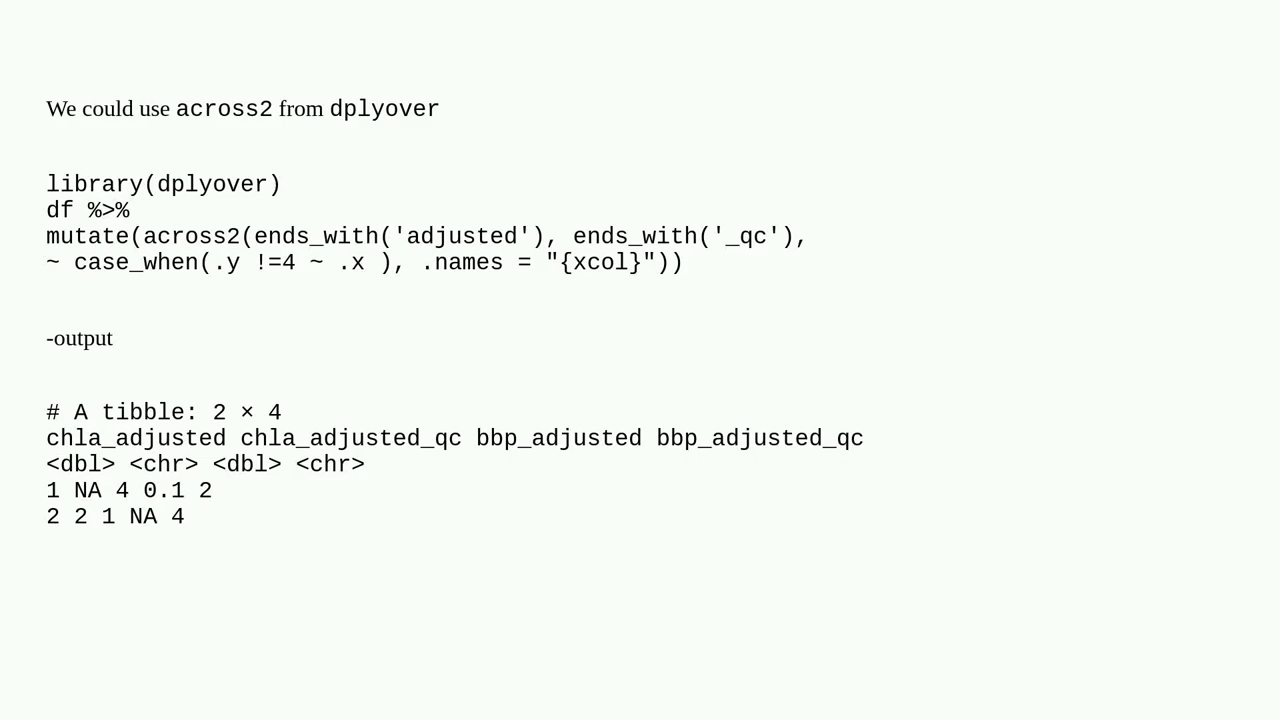 We could use across2 from dplyover
library(dplyover)
df %>%
mutate(across2(ends_with('adjusted'), ends_with('_qc'),
~ case_when(.y !=4 ~ .x ), .names = "{xcol}"))
-output
# A tibble: 2 × 4
chla_adjusted chla_adjusted_qc bbp_adjusted bbp_adjusted_qc
<dbl> <chr> <dbl> <chr>
1 NA 4 0.1 2
2 2 1 NA 4